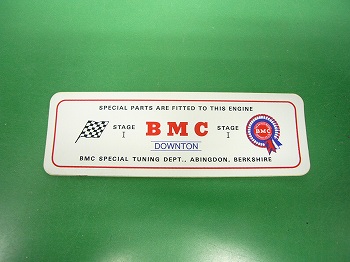 SPECIAL PARTS ARE FITTED TO THIS ENGINE
STAGE I BMC STAGE I
DOWNTON
BMC
BMC SPECIAL TUNING DEPT., ABINGDON, BERKSHIRE